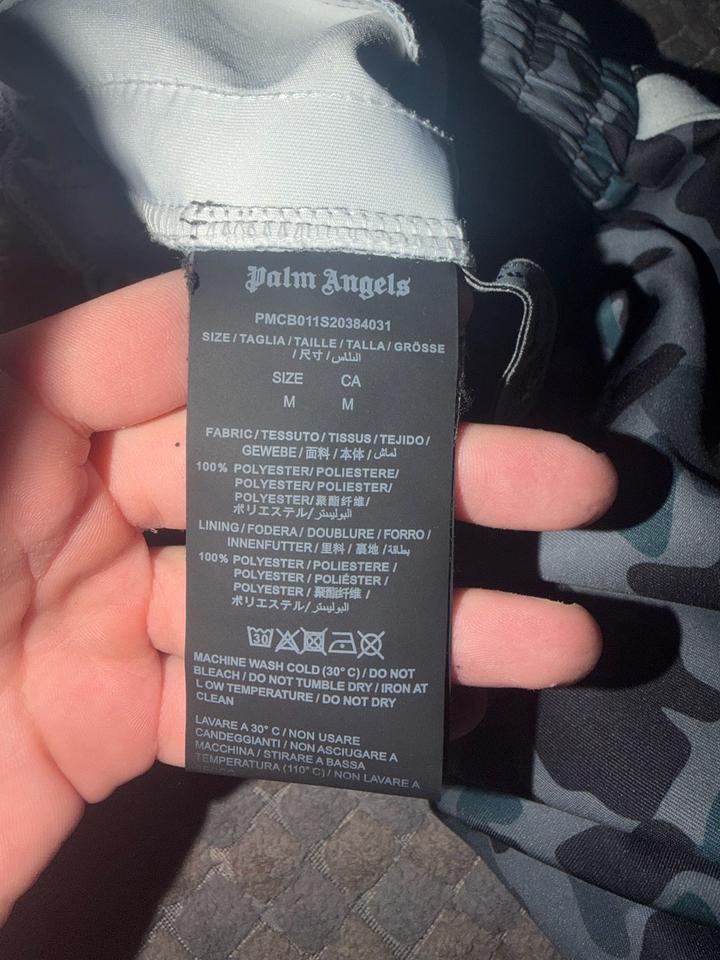 Palm Angels
PMCB011S20384031
SIZE / TAGLIA / TAILLE / TALLA / GRÖSSE
/ 尺寸 /
SIZE CA
M M
FABRIC / TESSUTO / TISSUS / TEJIDO /
GEWEBE / 面料 / 本体 /
100% POLYESTER/ POLIESTERE/
POLYESTER/ POLIESTER/
POLYESTER/ 聚酯纤维/
ポリエステル/ البوليستر
LINING / FODERA / DOUBLURE / FORRO /
INNENFUTTER / 里料 / 裏地 / بطاقة
100% POLYESTER / POLIESTERE /
POLYESTER / POLIÉSTER /
POLYESTER / 聚酯纤维 /
ポリエステル/ البوليستر
30
MACHINE WASH COLD (30° C) / DO NOT
BLEACH / DO NOT TUMBLE DRY / IRON AT
LOW TEMPERATURE / DO NOT DRY
CLEAN
LAVARE A 30° C / NON USARE
CANDEGGIANTI / NON ASCIUGARE A
MACCHINA / STIRARE A BASSA
TEMPERATURA (110° C) / NON LAVARE A